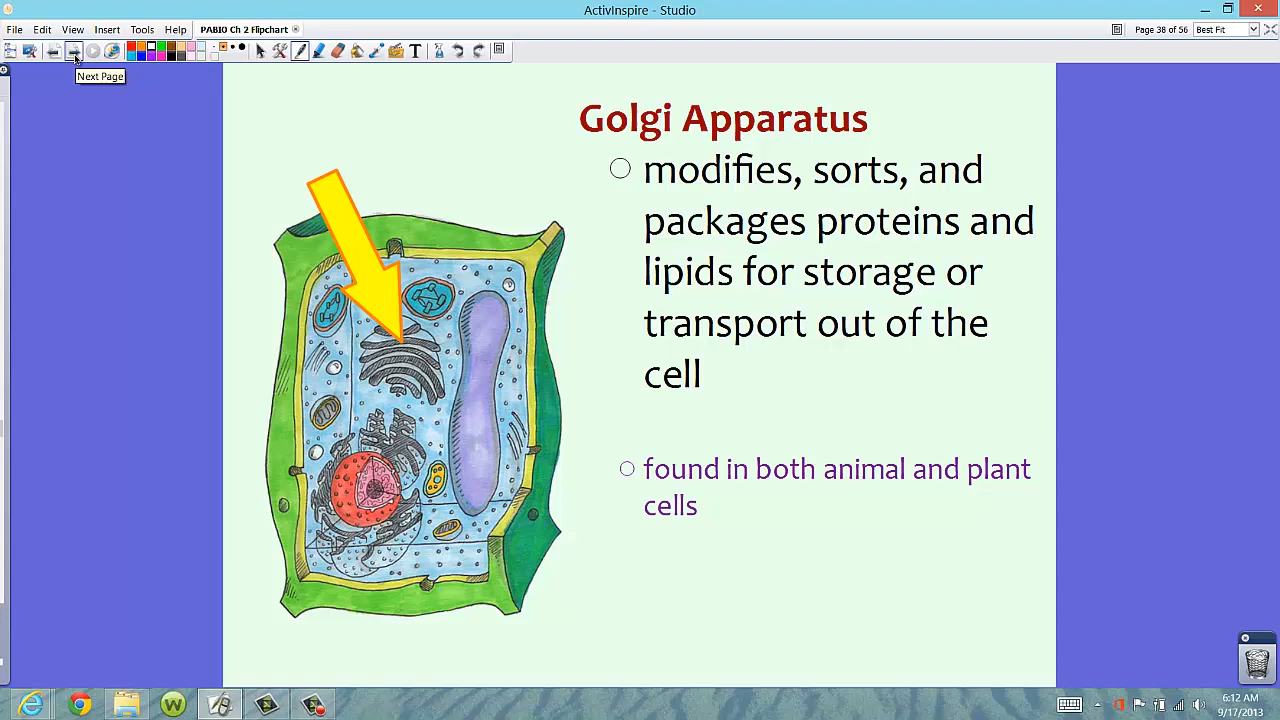 ActivInspire - Studio
File Edit View Insert Tools Help PABIO Ch 2 Flipchart Page 38 of 56 Best Fit
Next Page
Golgi Apparatus
modifies, sorts, and
packages proteins and
lipids for storage or
transport out of the
cell
found in both animal and plant
cells
6:12 AM
9/17/2013